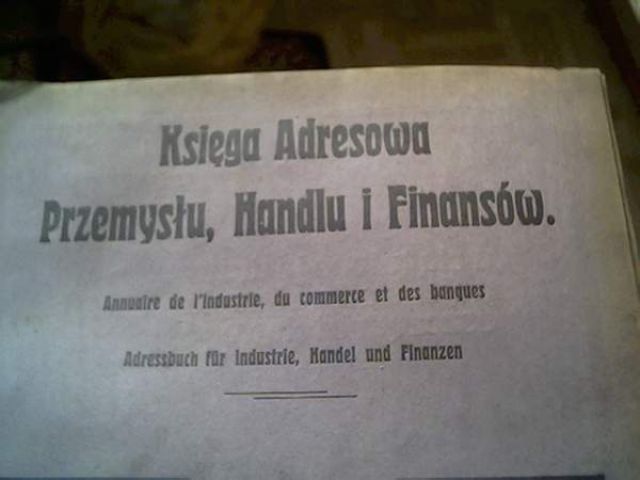 Księga Adresowa
Przemysłu, Handlu i Finansów.
Annuaire de l'industrie, du commerce et des banques
Adressbuch für Industrie, Handel und Finanzen